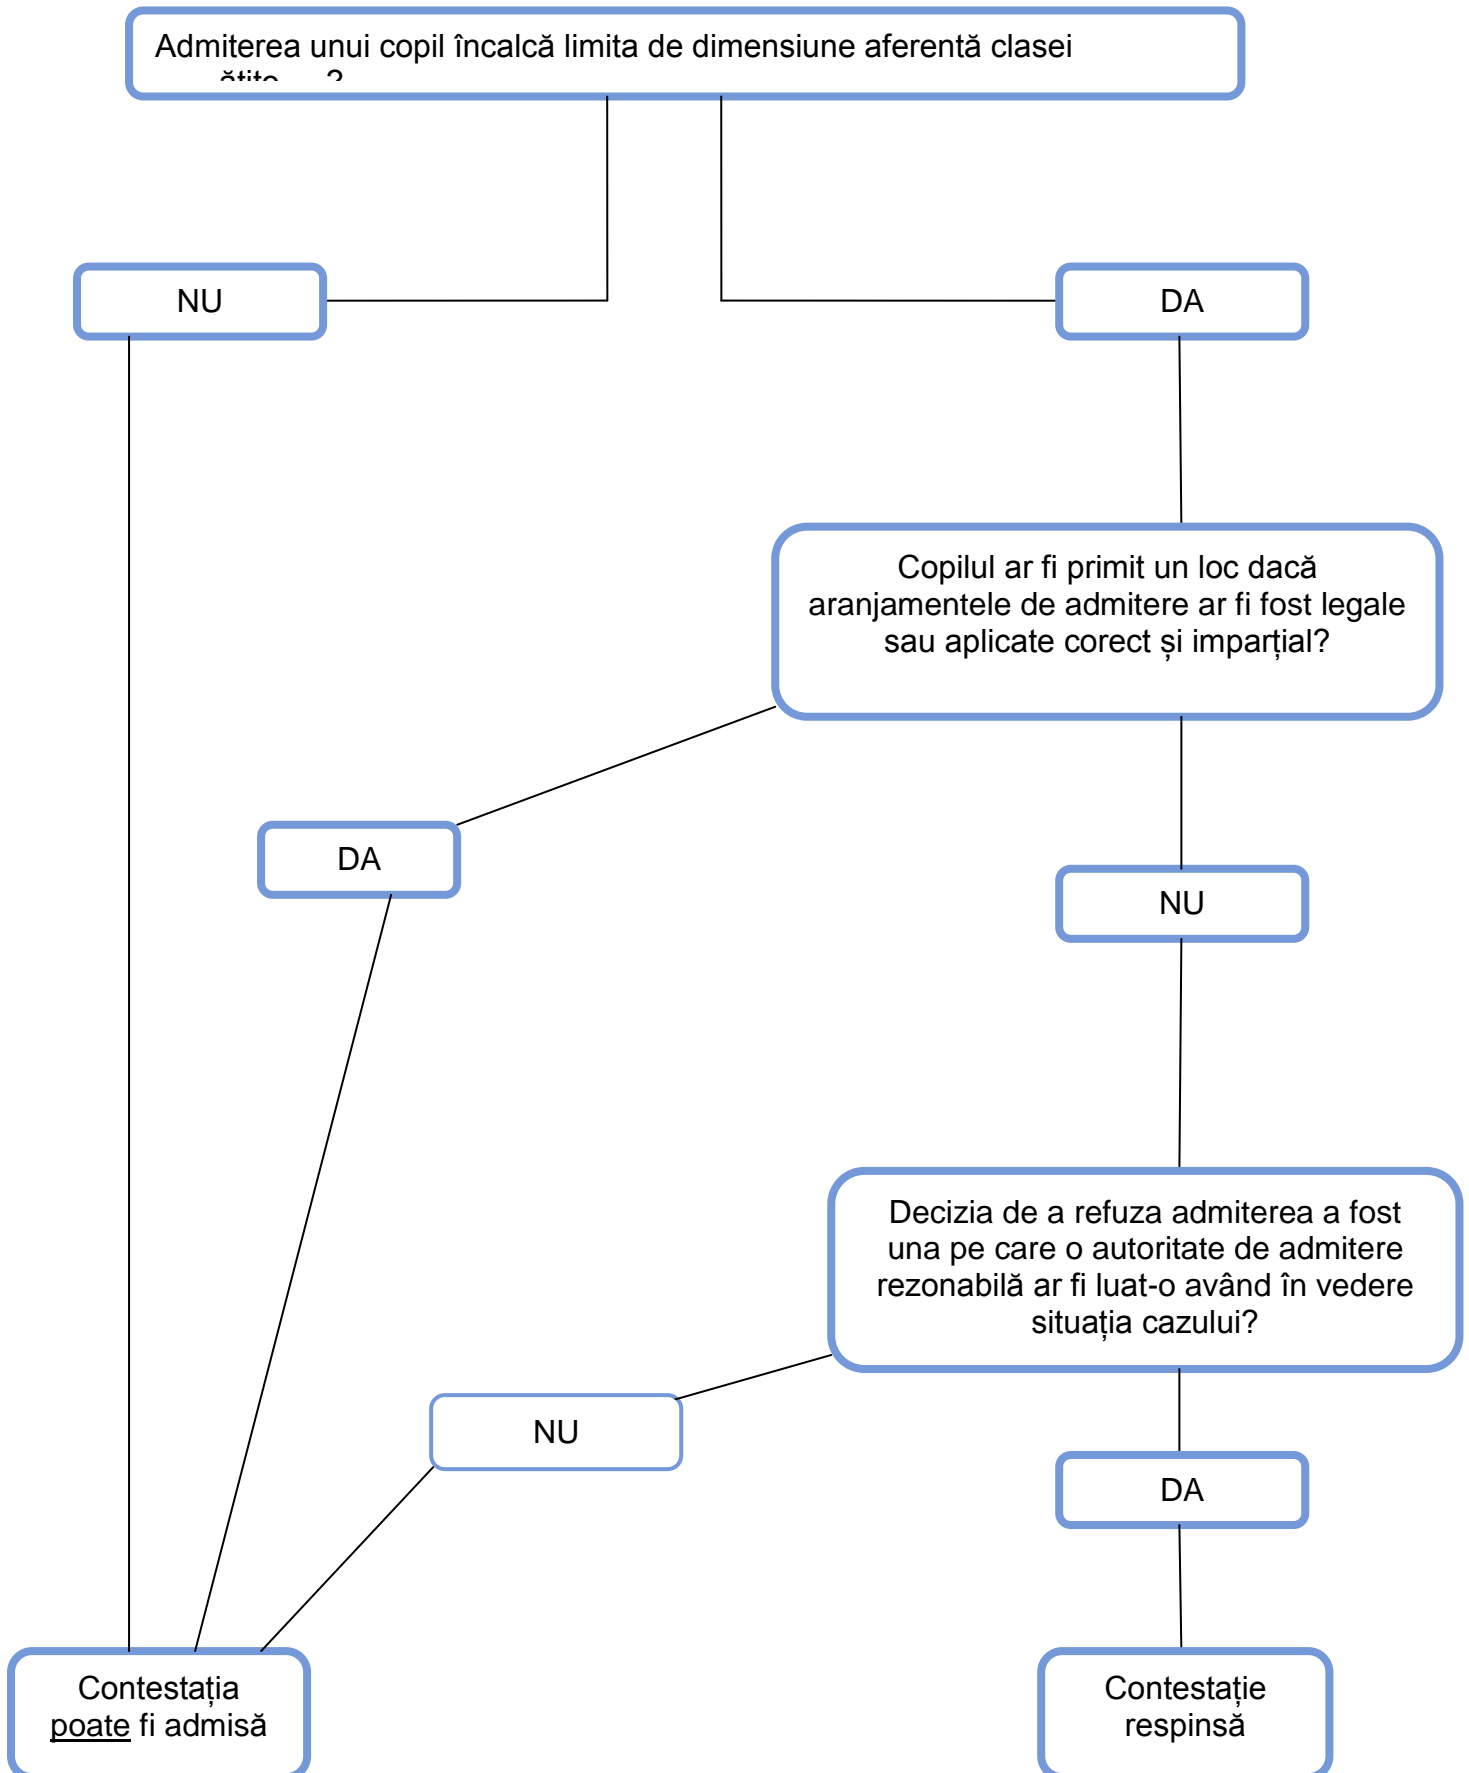 Admiterea unui copil încalcă limita de dimensiune aferentă clasei
?
NU
DA
Copilul ar fi primit un loc dacă
aranjamentele de admitere ar fi fost legale
sau aplicate corect și imparțial?
DA
NU
Decizia de a refuza admiterea a fost
una pe care o autoritate de admitere
rezonabilă ar fi luat-o având în vedere
situația cazului?
NU
DA
Contestația
poate fi admisă
Contestație
respinsă